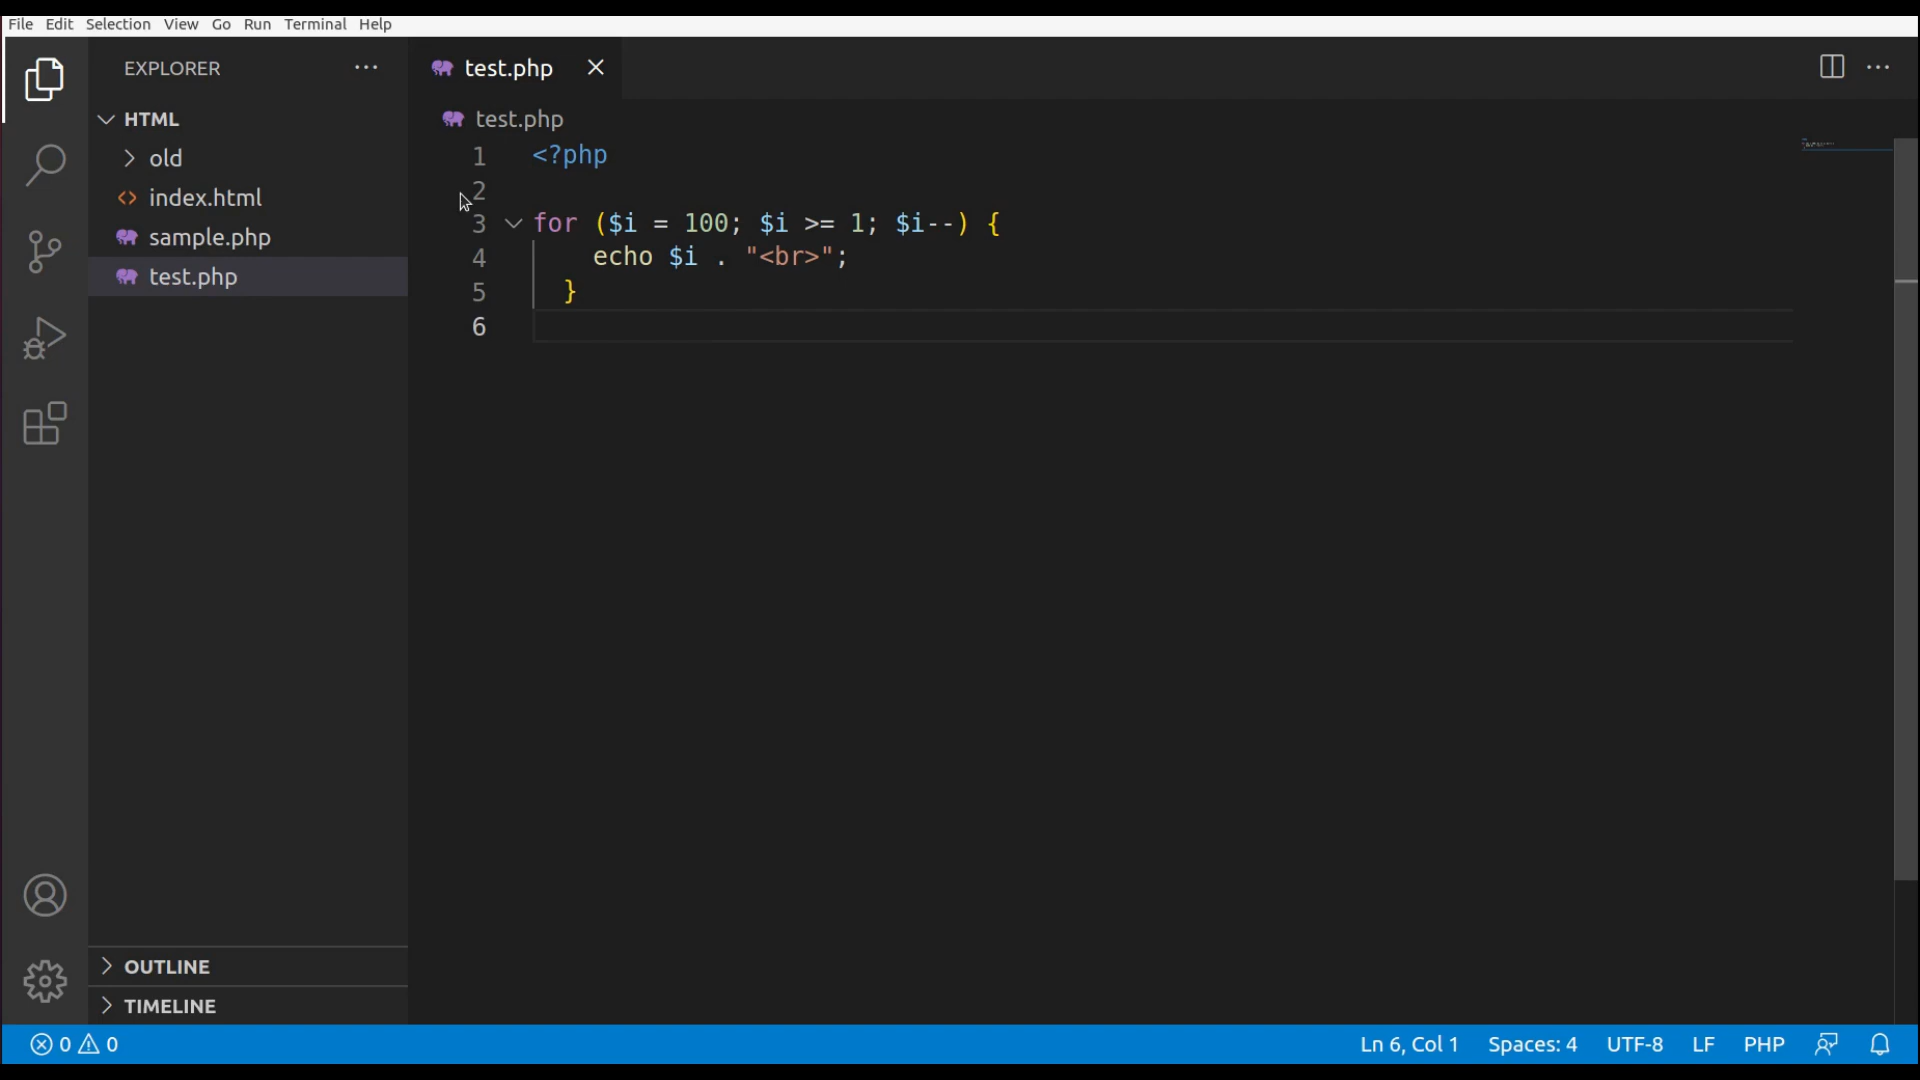 File Edit Selection View Go Run Terminal Help
EXPLORER
HTML
old
index.html
sample.php
test.php
OUTLINE
TIMELINE
test.php
test.php
1 <?php
2
3 for ($i = 100; $i >= 1; $i--) {
4 echo $i . "<br>";
5 }
6
0 0
Ln 6, Col 1 Spaces: 4 UTF-8 LF PHP